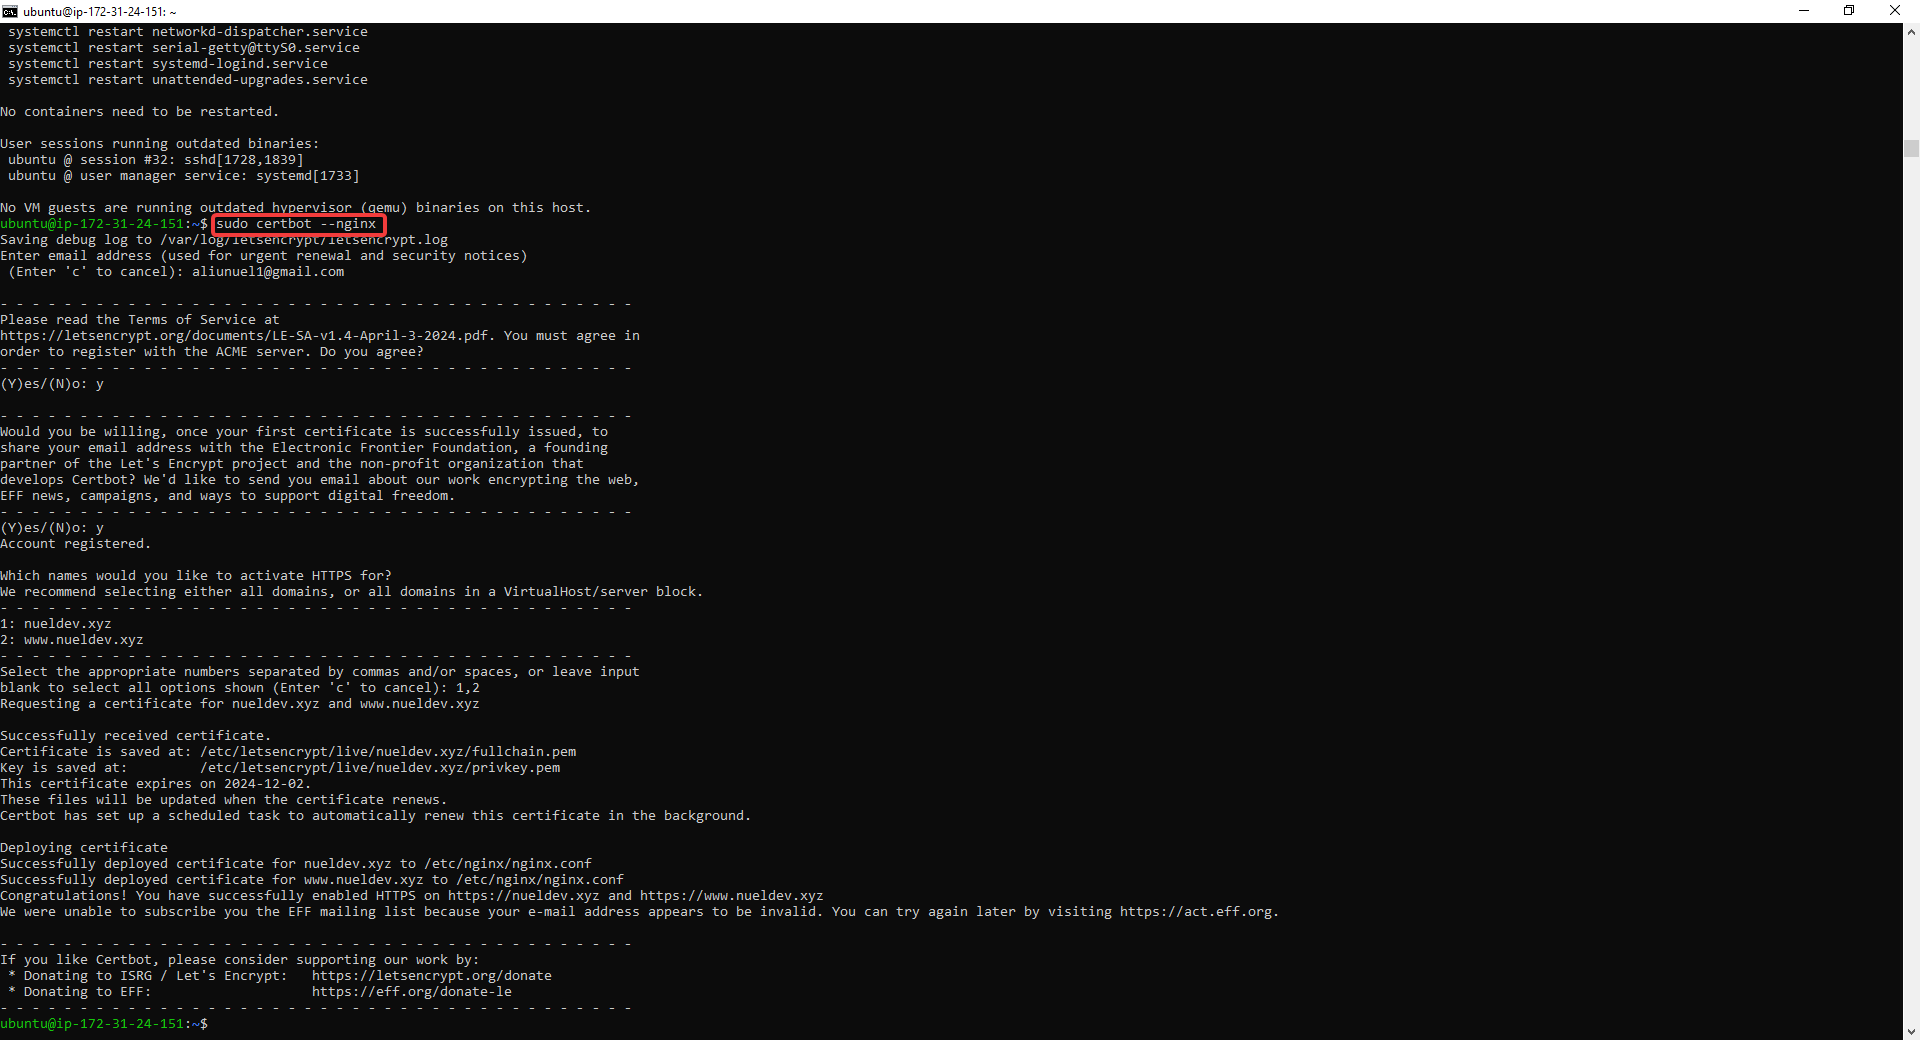 ubuntu@ip-172-31-24-151: ~
systemctl restart networkd-dispatcher.service
systemctl restart serial-getty@ttyS0.service
systemctl restart systemd-logind.service
systemctl restart unattended-upgrades.service
No containers need to be restarted.
User sessions running outdated binaries:
ubuntu @ session #32: sshd[1728,1839]
ubuntu @ user manager service: systemd[1733]
No VM guests are running outdated hypervisor (qemu) binaries on this host.
ubuntu@ip-172-31-24-151:~$ sudo certbot --nginx
Saving debug log to /var/log/letsencrypt/letsencrypt.log
Enter email address (used for urgent renewal and security notices)
(Enter 'c' to cancel): aliunuel1@gmail.com
- - - - - - - - - - - - - - - - - - - - - - - - - - - - - - - - - - - - - - - -
Please read the Terms of Service at
https://letsencrypt.org/documents/LE-SA-v1.4-April-3-2024.pdf. You must agree in
order to register with the ACME server. Do you agree?
- - - - - - - - - - - - - - - - - - - - - - - - - - - - - - - - - - - - - - - -
(Y)es/(N)o: y
- - - - - - - - - - - - - - - - - - - - - - - - - - - - - - - - - - - - - - - -
Would you be willing, once your first certificate is successfully issued, to
share your email address with the Electronic Frontier Foundation, a founding
partner of the Let's Encrypt project and the non-profit organization that
develops Certbot? We'd like to send you email about our work encrypting the web,
EFF news, campaigns, and ways to support digital freedom.
- - - - - - - - - - - - - - - - - - - - - - - - - - - - - - - - - - - - - - - -
(Y)es/(N)o: y
Account registered.
Which names would you like to activate HTTPS for?
We recommend selecting either all domains, or all domains in a VirtualHost/server block.
- - - - - - - - - - - - - - - - - - - - - - - - - - - - - - - - - - - - - - - -
1: nueldev.xyz
2: www.nueldev.xyz
- - - - - - - - - - - - - - - - - - - - - - - - - - - - - - - - - - - - - - - -
Select the appropriate numbers separated by commas and/or spaces, or leave input
blank to select all options shown (Enter 'c' to cancel): 1,2
Requesting a certificate for nueldev.xyz and www.nueldev.xyz
Successfully received certificate.
Certificate is saved at: /etc/letsencrypt/live/nueldev.xyz/fullchain.pem
Key is saved at:         /etc/letsencrypt/live/nueldev.xyz/privkey.pem
This certificate expires on 2024-12-02.
These files will be updated when the certificate renews.
Certbot has set up a scheduled task to automatically renew this certificate in the background.
Deploying certificate
Successfully deployed certificate for nueldev.xyz to /etc/nginx/nginx.conf
Successfully deployed certificate for www.nueldev.xyz to /etc/nginx/nginx.conf
Congratulations! You have successfully enabled HTTPS on https://nueldev.xyz and https://www.nueldev.xyz
We were unable to subscribe you the EFF mailing list because your e-mail address appears to be invalid. You can try again later by visiting https://act.eff.org.
- - - - - - - - - - - - - - - - - - - - - - - - - - - - - - - - - - - - - - - -
If you like Certbot, please consider supporting our work by:
* Donating to ISRG / Let's Encrypt:   https://letsencrypt.org/donate
* Donating to EFF:                    https://eff.org/donate-le
- - - - - - - - - - - - - - - - - - - - - - - - - - - - - - - - - - - - - - - -
ubuntu@ip-172-31-24-151:~$